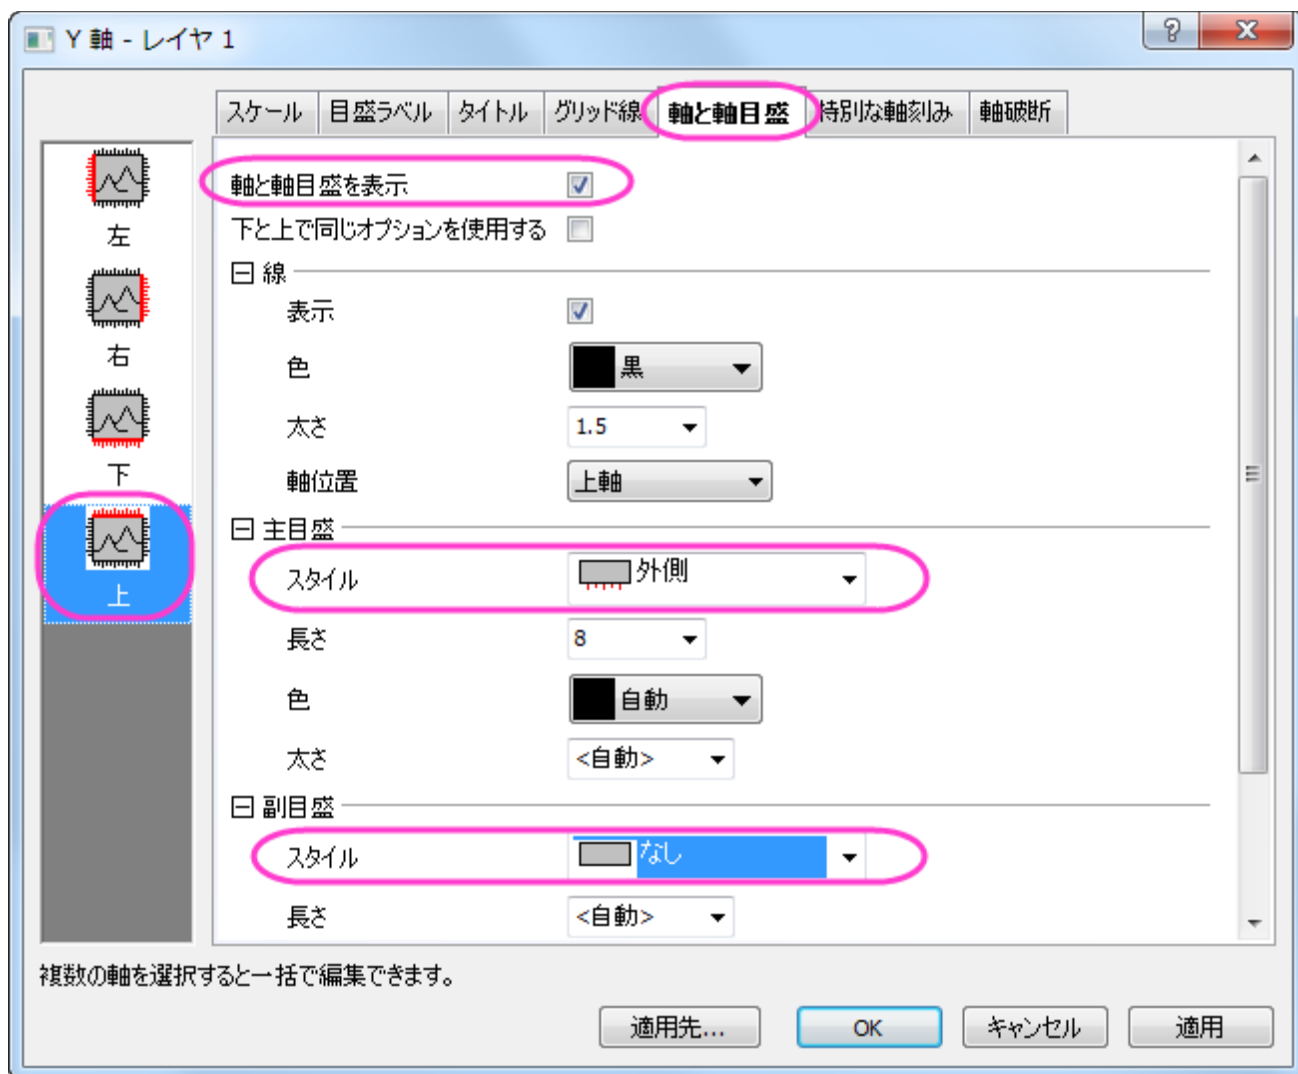 Y 軸 - レイヤ 1
スケール 目盛ラベル タイトル グリッド線 軸と軸目盛 特別な軸刻み 軸破断
左
右
下
上
軸と軸目盛を表示
下と上で同じオプションを使用する
線
表示
色 黒
太さ 1.5
軸位置 上軸
主目盛
スタイル 外側
長さ 8
色 自動
太さ <自動>
副目盛
スタイル なし
長さ <自動>
複数の軸を選択すると一括で編集できます。
適用先... OK キャンセル 適用